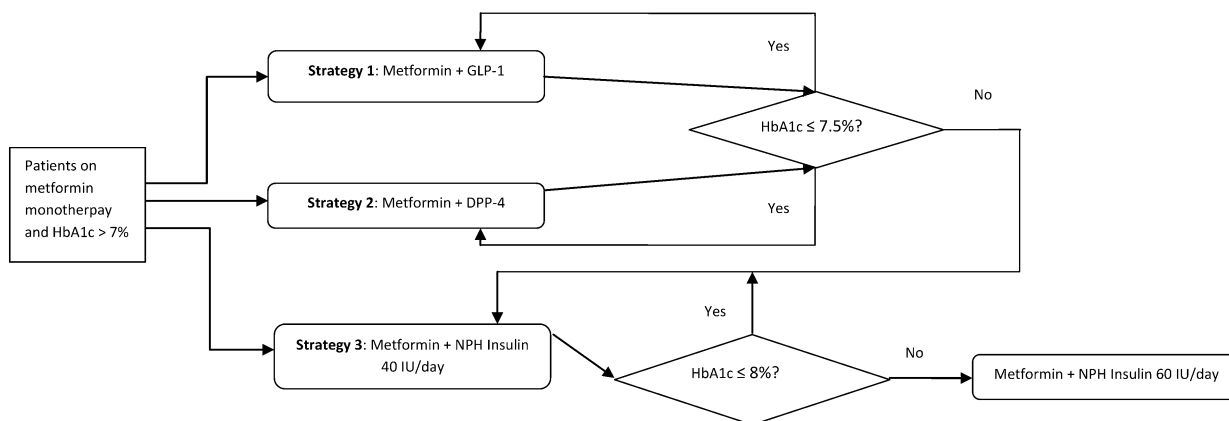 Yes
Strategy 1: Metformin + GLP-1
No
HbA1c ≤ 7.5%?
Patients on
metformin
monotherpay
and HbA1c > 7%
Strategy 2: Metformin + DPP-4
Yes
Yes
Strategy 3: Metformin + NPH Insulin
40 IU/day
HbA1c ≤ 8%?
No
Metformin + NPH Insulin 60 IU/day